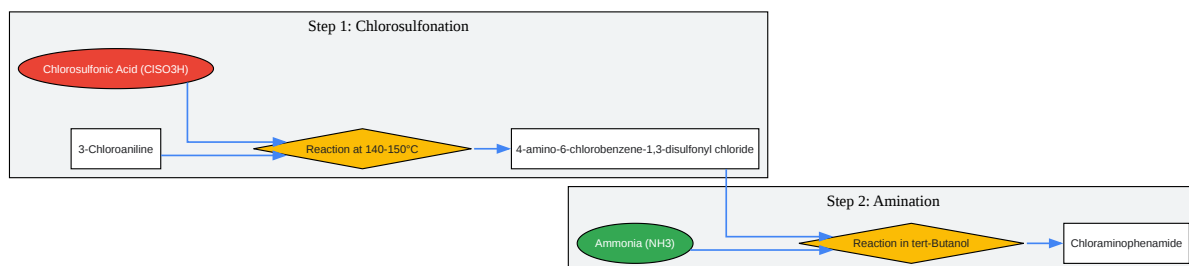 Step 1: Chlorosulfonation
Chlorosulfonic Acid (ClSO3H)
3-Chloroaniline
Reaction at 140-150°C
4-amino-6-chlorobenzene-1,3-disulfonyl chloride
Step 2: Amination
Ammonia (NH3)
Reaction in tert-Butanol
Chloraminophenamide